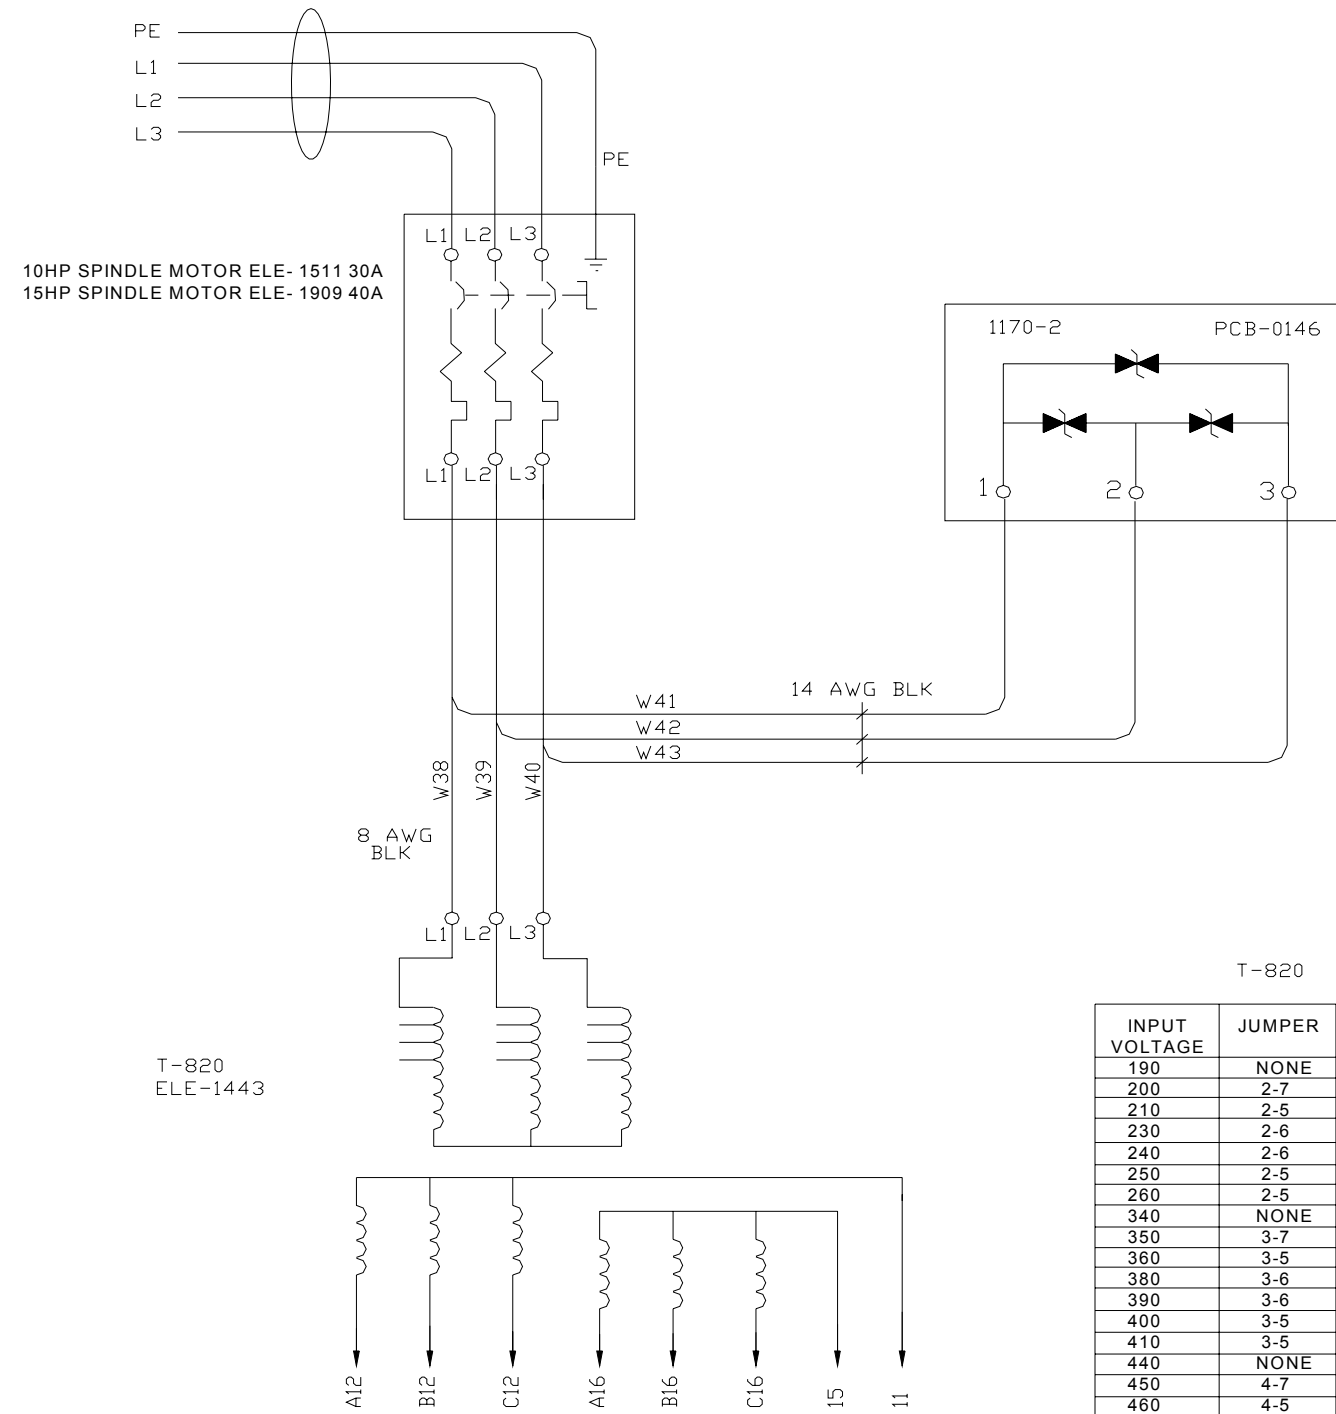 PE
L1
L2
L3
PE
L1 L2 L3
10HP SPINDLE MOTOR ELE- 1511 30A
15HP SPINDLE MOTOR ELE- 1909 40A
1170-2 PCB-0146
L1 L2 L3
1 2 3
14 AWG BLK
W41
W42
W43
W38 W39 W40
8 AWG
BLK
L1 L2 L3
T-820
T-820
ELE-1443
INPUT VOLTAGE JUMPER
190 NONE
200 2-7
210 2-5
230 2-6
240 2-6
250 2-5
260 2-5
340 NONE
350 3-7
360 3-5
380 3-6
390 3-6
400 3-5
410 3-5
440 NONE
450 4-7
460 4-5
A12 B12 C12 A16 B16 C16 15 11